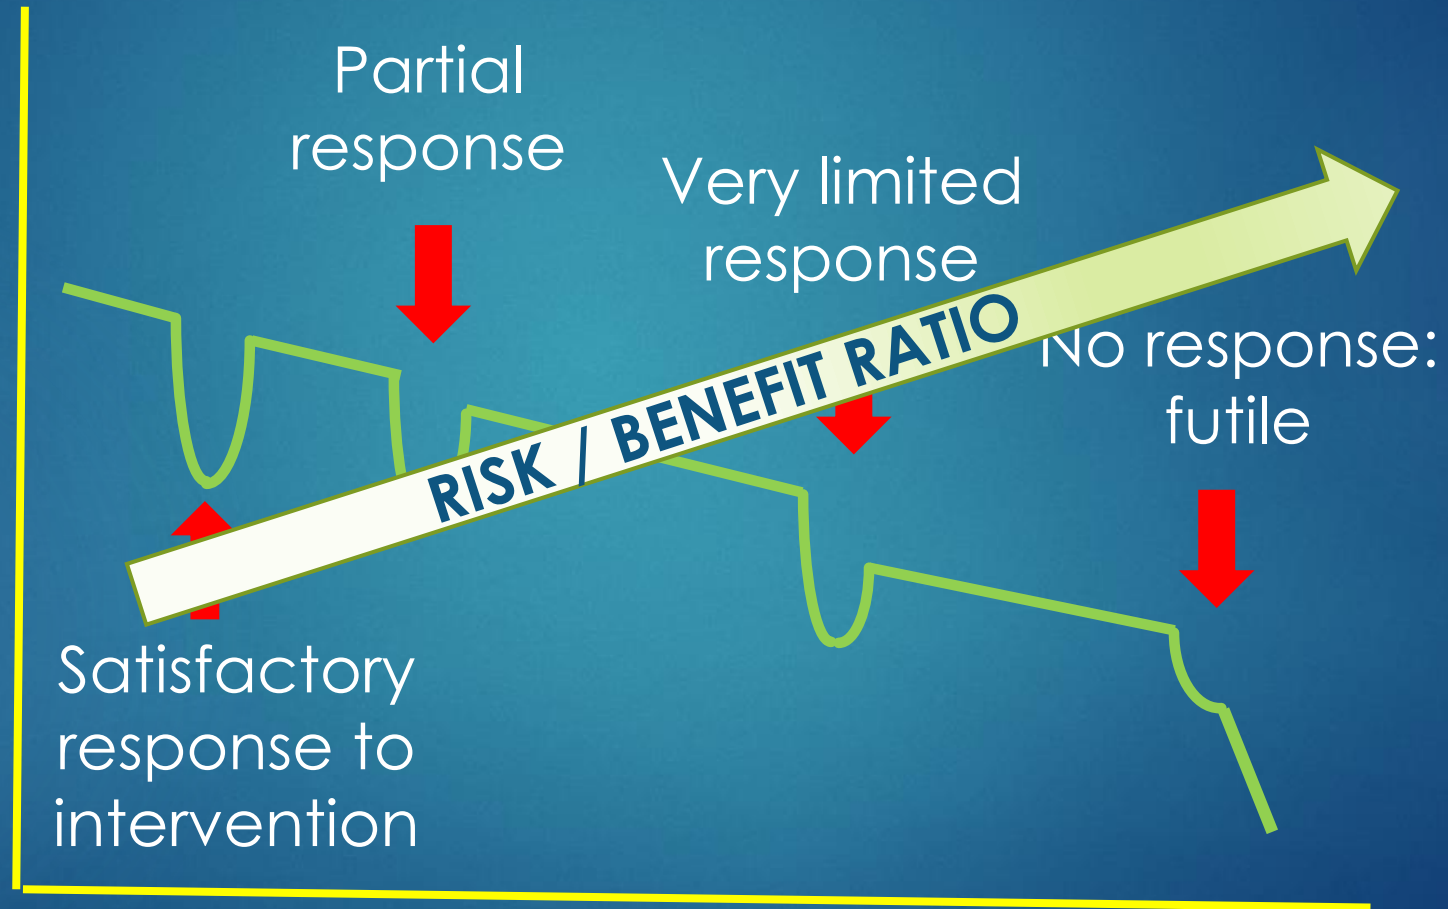 Partial
response
Very limited
response
RISK / BENEFIT RATIO
No response:
futile
Satisfactory
response to
intervention